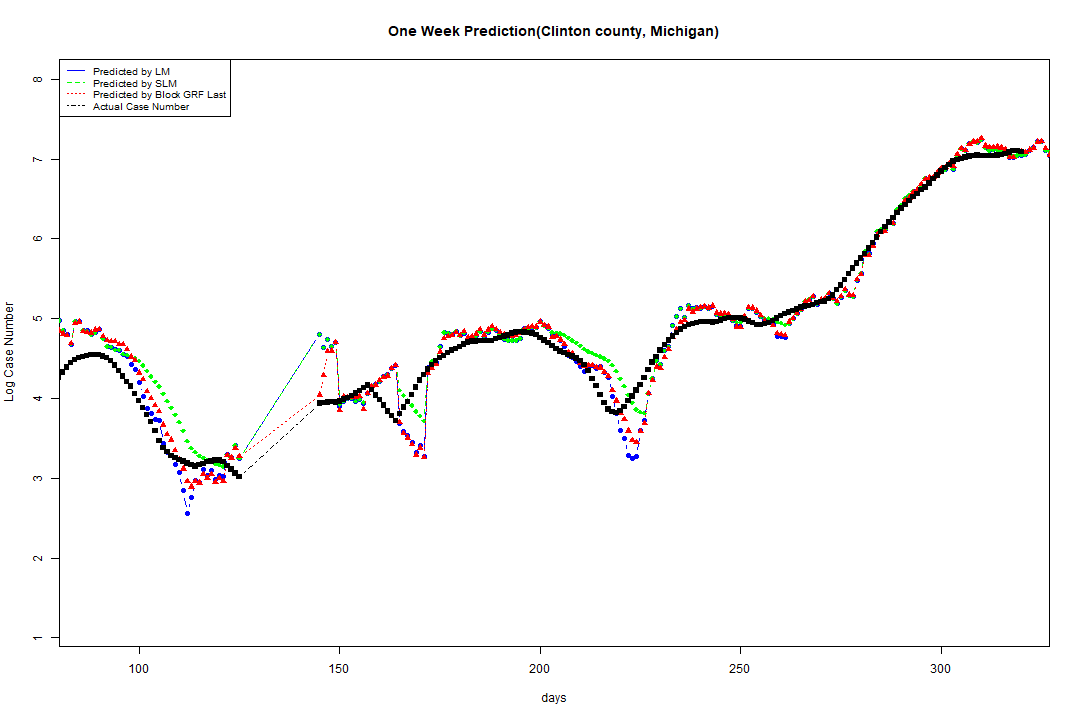 One Week Prediction(Clinton county, Michigan)
Predicted by LM
Predicted by SLM
Predicted by Block GRF Last
Actual Case Number
Log Case Number
8
7
6
5
4
3
2
1
100 150 200 250 300
days